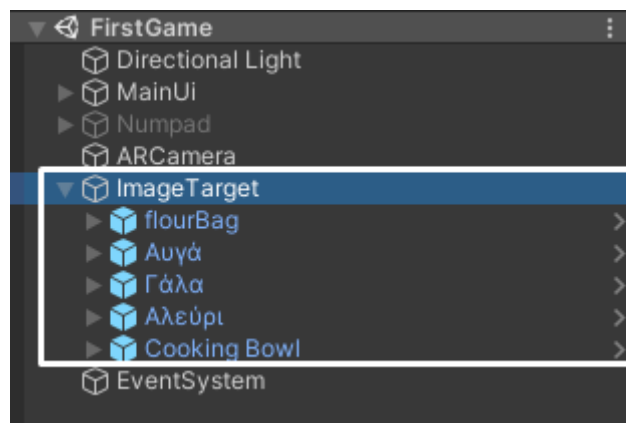 FirstGame
Directional Light
MainUi
Numpad
ARCamera
ImageTarget
flourBag
Αυγά
Γάλα
Αλεύρι
Cooking Bowl
EventSystem